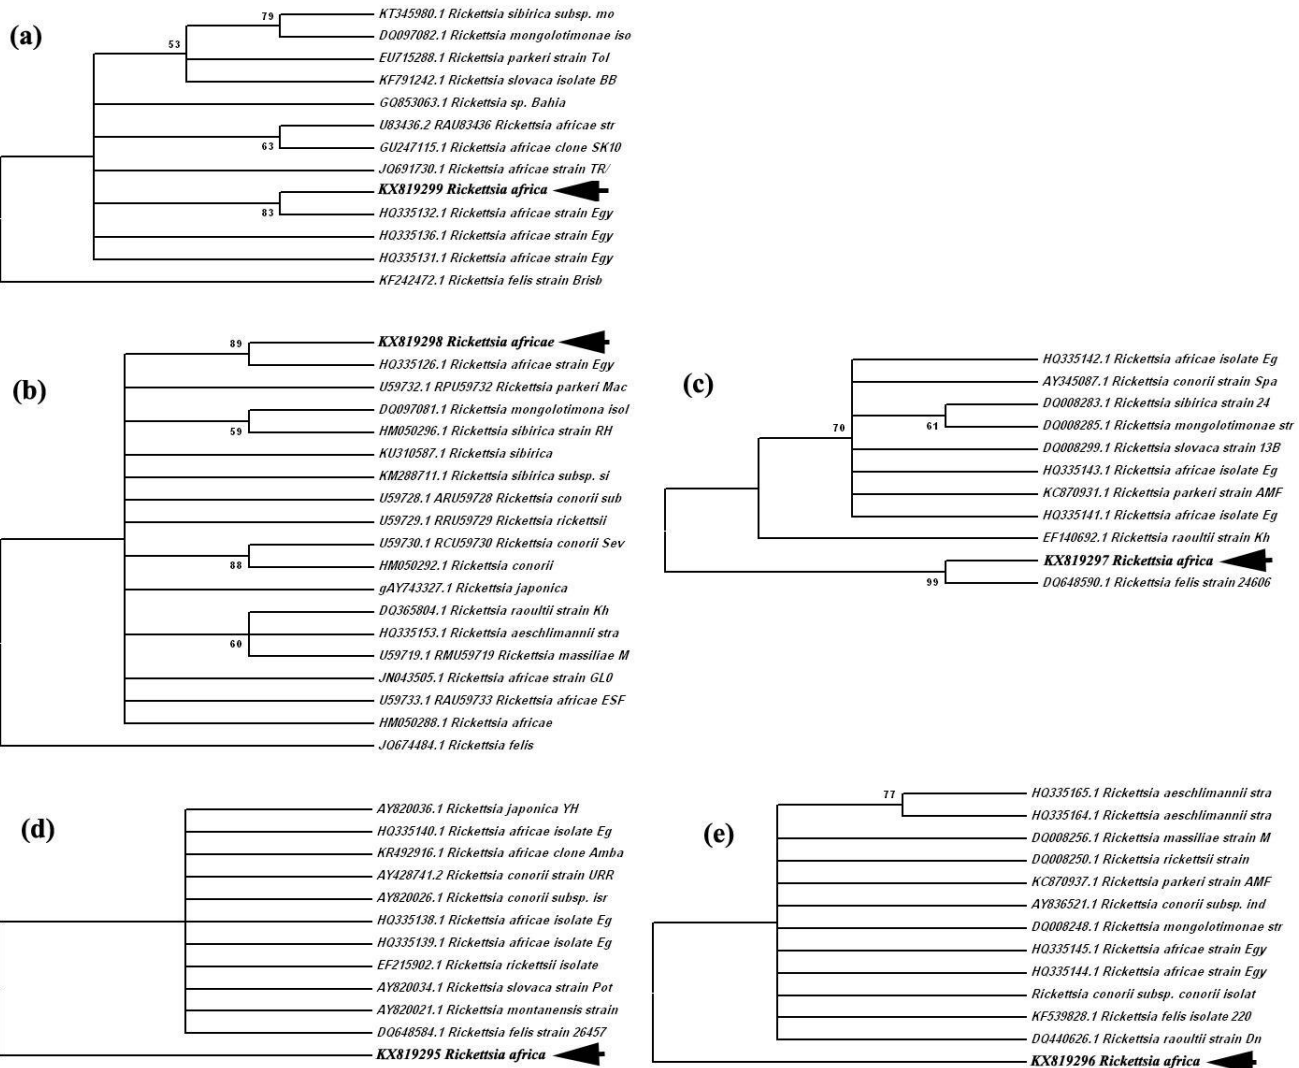 (a)
79
53
KT345980.1 Rickettsia sibirica subsp. mo
DQ097082.1 Rickettsia mongolotimonae iso
EU715288.1 Rickettsia parkeri strain Tol
KF791242.1 Rickettsia slovaca isolate BB
GQ853063.1 Rickettsia sp. Bahia
U83436.2 RAU83436 Rickettsia africae str
63
GU247115.1 Rickettsia africae clone SK10
JQ691730.1 Rickettsia africae strain TR/
KX819299 Rickettsia africa
83
HQ335132.1 Rickettsia africae strain Egy
HQ335136.1 Rickettsia africae strain Egy
HQ335131.1 Rickettsia africae strain Egy
KF242472.1 Rickettsia felis strain Brisb
(b)
89
KX819298 Rickettsia africae
HQ335126.1 Rickettsia africae strain Egy
U59732.1 RPU59732 Rickettsia parkeri Mac
DQ097081.1 Rickettsia mongolotimona isol
59
HM050296.1 Rickettsia sibirica strain RH
KU310587.1 Rickettsia sibirica
KM288711.1 Rickettsia sibirica subsp. si
U59728.1 ARU59728 Rickettsia conorii sub
U59729.1 RRU59729 Rickettsia rickettsii
U59730.1 RCU59730 Rickettsia conorii Sev
88
HM050292.1 Rickettsia conorii
gAY743327.1 Rickettsia japonica
DQ365804.1 Rickettsia raoultii strain Kh
HQ335153.1 Rickettsia aeschlimannii stra
60
U59719.1 RMU59719 Rickettsia massiliae M
JN043505.1 Rickettsia africae strain GLO
U59733.1 RAU59733 Rickettsia africae ESF
HM050288.1 Rickettsia africae
JQ674484.1 Rickettsia felis
(c)
HQ335142.1 Rickettsia africae isolate Eg
AY345087.1 Rickettsia conorii strain Spa
DQ008283.1 Rickettsia sibirica strain 24
70
61
DQ008285.1 Rickettsia mongolotimonae str
DQ008299.1 Rickettsia slovaca strain 13B
HQ335143.1 Rickettsia africae isolate Eg
KC870931.1 Rickettsia parkeri strain AMF
HQ335141.1 Rickettsia africae isolate Eg
EF140692.1 Rickettsia raoultii strain Kh
KX819297 Rickettsia africa
99
DQ648590.1 Rickettsia felis strain 24606
(d)
AY820036.1 Rickettsia japonica YH
HQ335140.1 Rickettsia africae isolate Eg
KR492916.1 Rickettsia africae clone Amba
AY428741.2 Rickettsia conorii strain URR
AY820026.1 Rickettsia conorii subsp. isr
HQ335138.1 Rickettsia africae isolate Eg
HQ335139.1 Rickettsia africae isolate Eg
EF215902.1 Rickettsia rickettsii isolate
AY820034.1 Rickettsia slovaca strain Pot
AY820021.1 Rickettsia montanensis strain
DQ648584.1 Rickettsia felis strain 26457
KX819295 Rickettsia africa
(e)
77
HQ335165.1 Rickettsia aeschlimannii stra
HQ335164.1 Rickettsia aeschlimannii stra
DQ008256.1 Rickettsia massiliae strain M
DQ008250.1 Rickettsia rickettsii strain
KC870937.1 Rickettsia parkeri strain AMF
AY836521.1 Rickettsia conorii subsp. ind
DQ008248.1 Rickettsia mongolotimonae str
HQ335145.1 Rickettsia africae strain Egy
HQ335144.1 Rickettsia africae strain Egy
Rickettsia conorii subsp. conorii isolat
KF539828.1 Rickettsia felis isolate 220
DQ440626.1 Rickettsia raoultii strain Dn
KX819296 Rickettsia africa